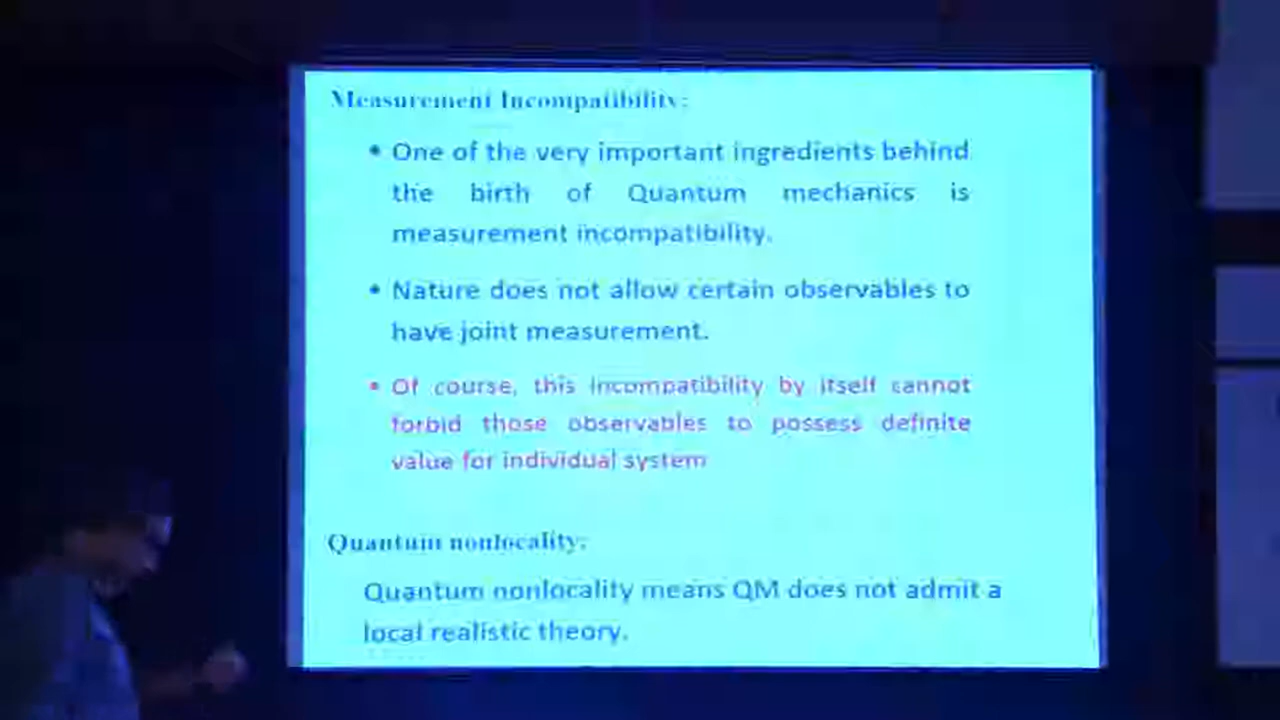 Measurement Incompatibility:
• One of the very important ingredients behind
the birth of Quantum mechanics is
measurement incompatibility.
• Nature does not allow certain observables to
have joint measurement.
• Of course, this incompatibility by itself cannot
forbid those observables to possess definite
value for individual system
Quantum nonlocality:
Quantum nonlocality means QM does not admit a
local realistic theory.